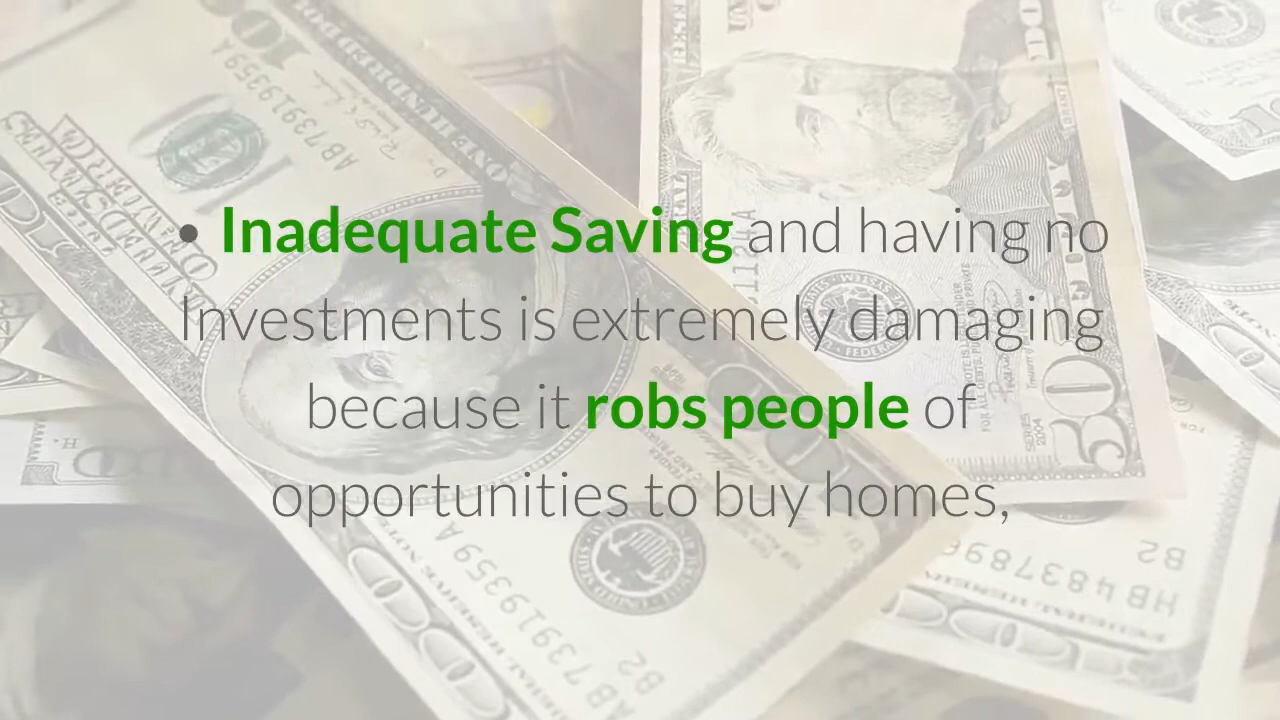 • Inadequate Saving and having no
Investments is extremely damaging
because it robs people of
opportunities to buy homes,